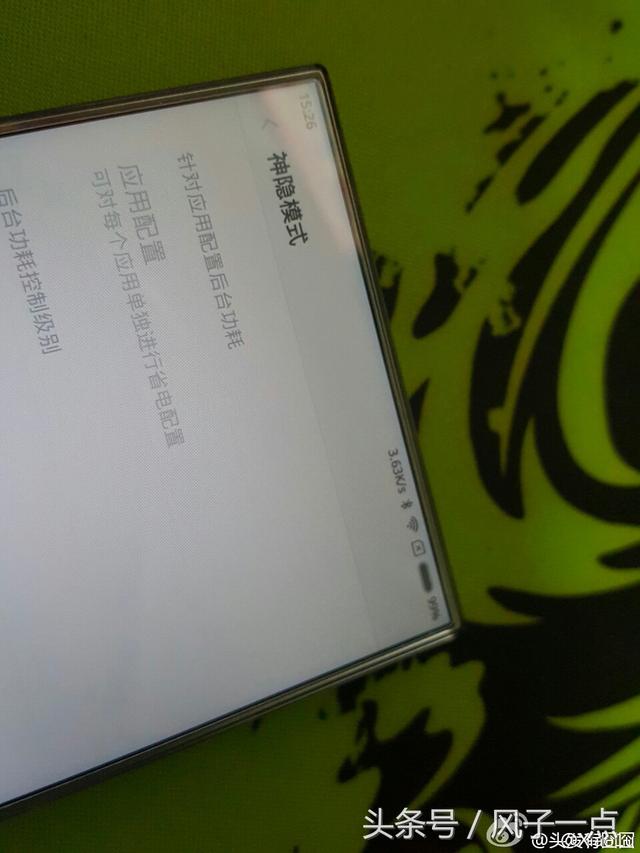 15:26
3.63K/s
99%
神隐模式
针对应用配置后台功耗
应用配置
可对每个应用单独进行省电配置
后台功耗控制级别
头条号 / 风子一点